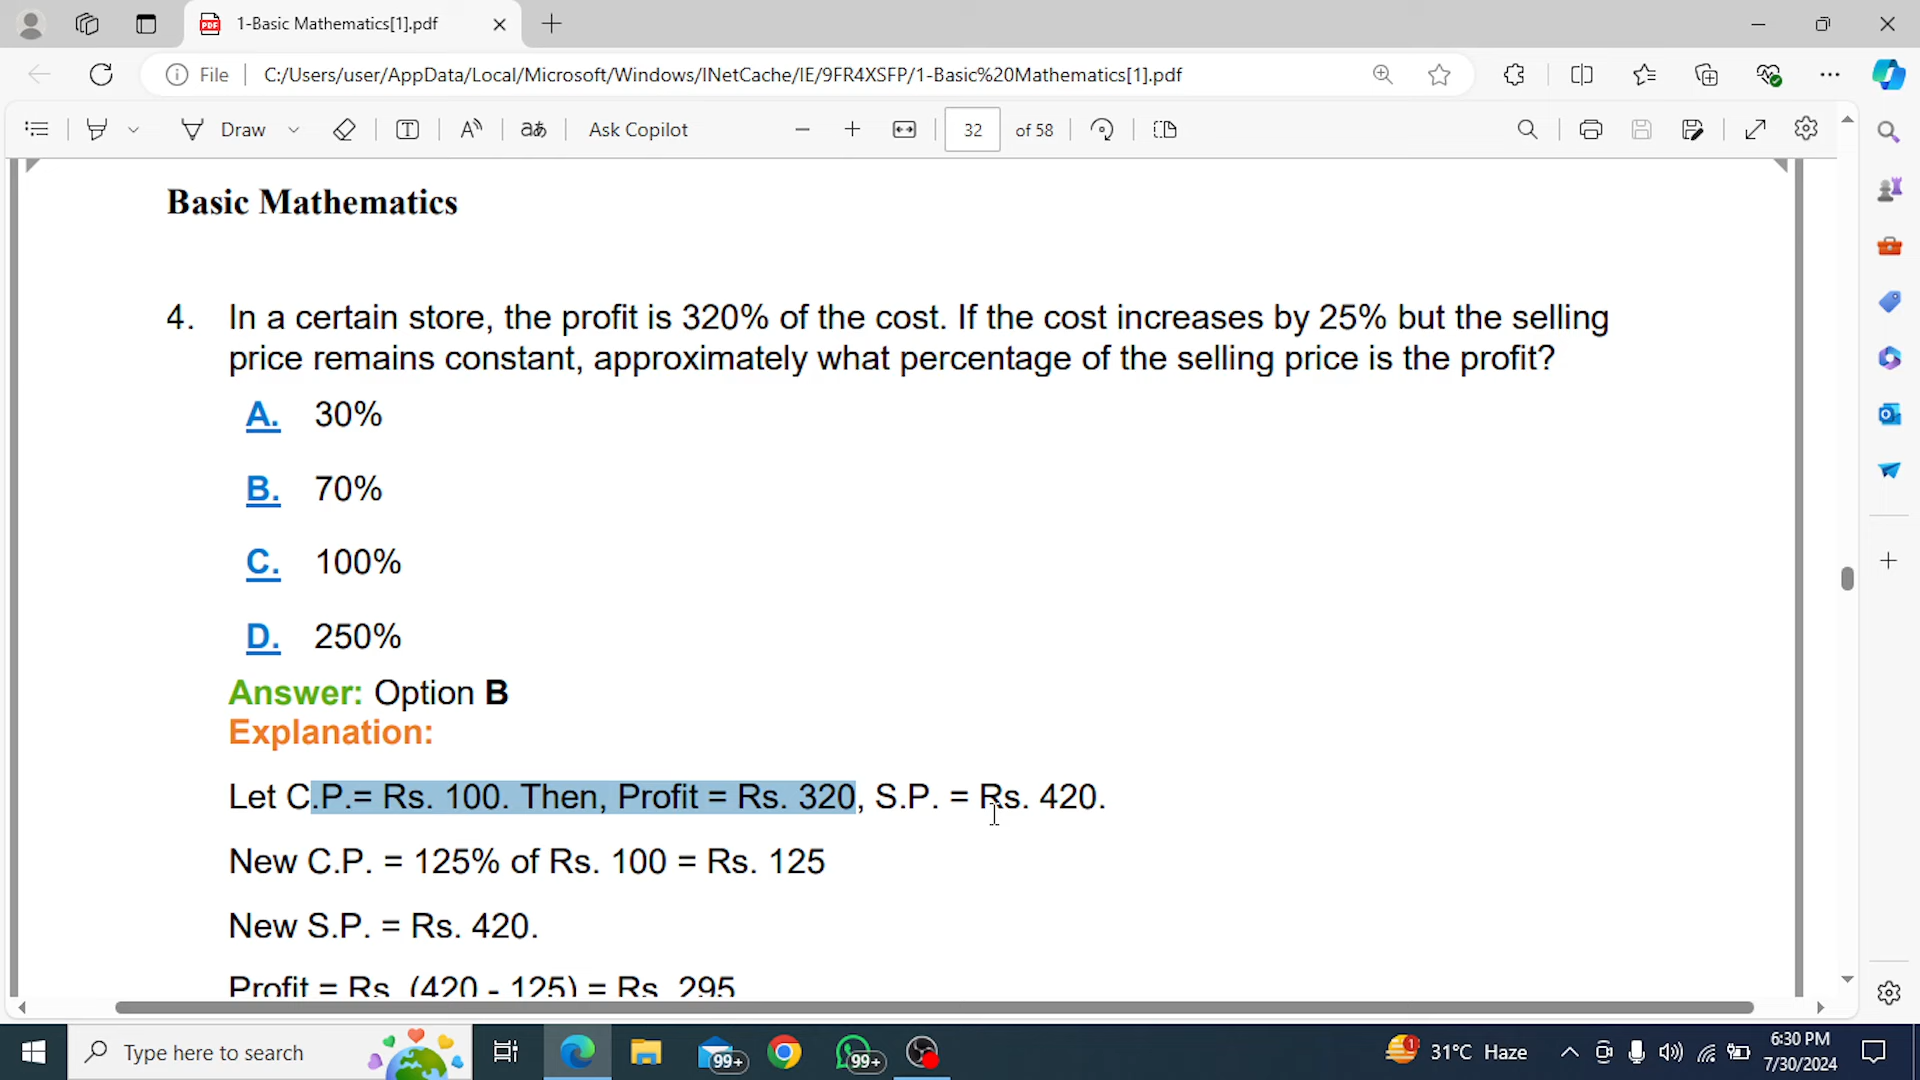 1-Basic Mathematics[1].pdf
File
C:/Users/user/AppData/Local/Microsoft/Windows/INetCache/IE/9FR4XSFP/1-Basic%20Mathematics[1].pdf
Draw
Ask Copilot
32
of 58
Basic Mathematics
4. In a certain store, the profit is 320% of the cost. If the cost increases by 25% but the selling
price remains constant, approximately what percentage of the selling price is the profit?
A. 30%
B. 70%
C. 100%
D. 250%
Answer: Option B
Explanation:
Let C.P.= Rs. 100. Then, Profit = Rs. 320, S.P. = Rs. 420.
New C.P. = 125% of Rs. 100 = Rs. 125
New S.P. = Rs. 420.
Profit = Rs. (420 - 125) = Rs. 295
Type here to search
99+
99+
1
31°C Haze
6:30 PM
7/30/2024